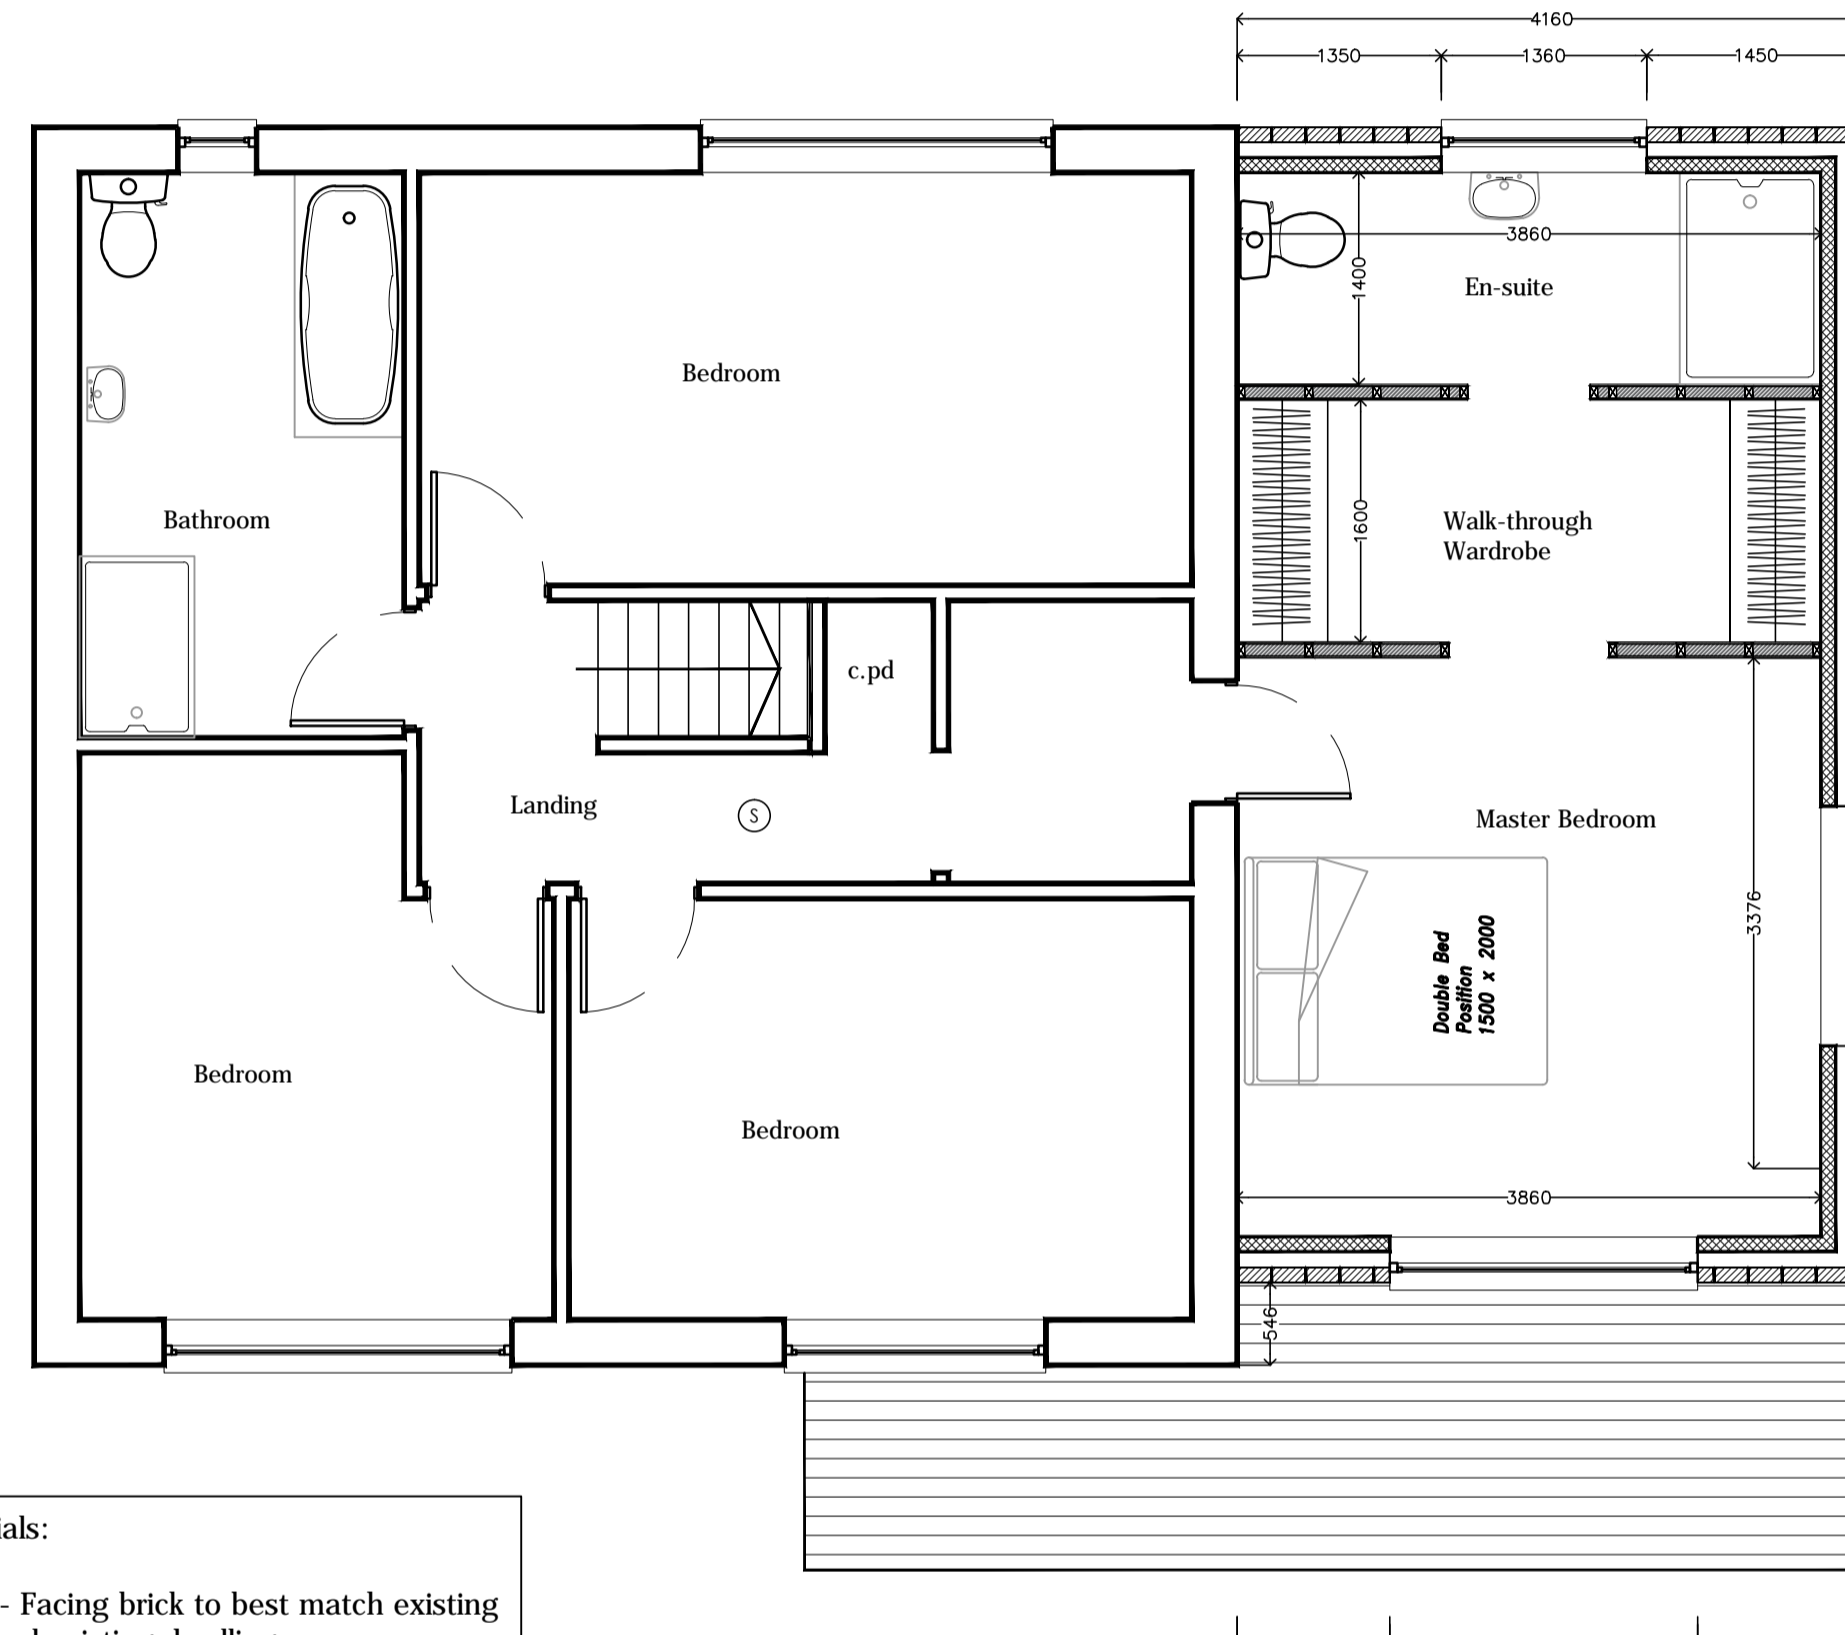 4160
1350
1360
1450
3860
1400
En-suite
Bedroom
Bathroom
1600
Walk-through
Wardrobe
c.pd
Landing
S
Master Bedroom
3376
Double Bed
Position
1500 x 2000
Bedroom
Bedroom
3860
546
ials:
- Facing brick to best match existing